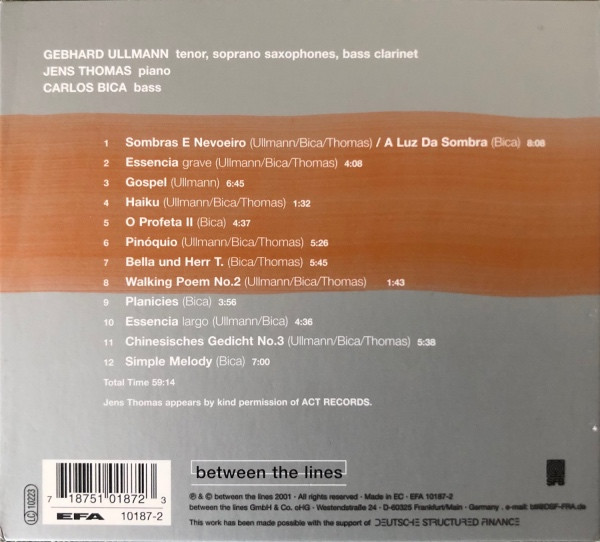 GEBHARD ULLMANN tenor, soprano saxophones, bass clarinet
JENS THOMAS piano
CARLOS BICA bass
1 Sombras E Nevoeiro (Ullmann/Bica/Thomas) / A Luz Da Sombra (Bica) 8:08
2 Essencia grave (Ullmann/Bica/Thomas) 4:08
3 Gospel (Ullmann) 6:45
4 Haiku (Ullmann/Bica/Thomas) 1:32
5 O Profeta II (Bica) 4:37
6 Pinóquio (Ullmann/Bica/Thomas) 5:26
7 Bella und Herr T. (Bica/Thomas) 5:45
8 Walking Poem No.2 (Ullmann/Bica/Thomas) 1:43
9 Planicies (Bica) 3:56
10 Essencia largo (Ullmann/Bica) 4:36
11 Chinesisches Gedicht No.3 (Ullmann/Bica/Thomas) 5:38
12 Simple Melody (Bica) 7:00
Total Time 59:14
Jens Thomas appears by kind permission of ACT RECORDS.
LC 10223
7 18751 01872 3
EFA 10187-2
between the lines
℗ & © between the lines 2001 · All rights reserved · Made in EC · EFA 10187-2
between the lines GmbH & Co. oHG · Westendstraße 24 · D-60325 Frankfurt/Main · Germany · e-mail:
This work has been made possible with the support of DEUTSCHE STRUCTURED FINANCE